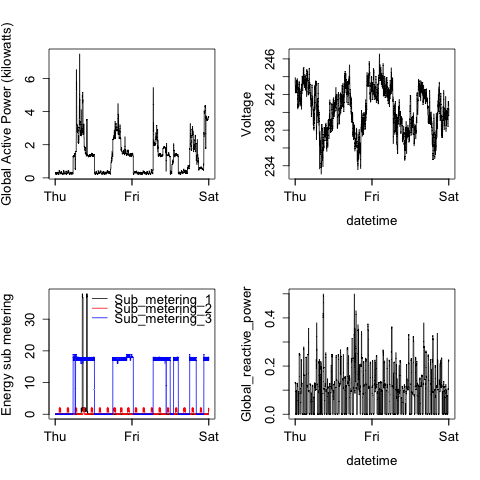 Global Active Power (kilowatts)
0 2 4 6
Thu Fri Sat
Voltage
234 238 242 246
Thu Fri Sat
datetime
Energy sub metering
0 10 20 30
Sub_metering_1
Sub_metering_2
Sub_metering_3
Thu Fri Sat
Global_reactive_power
0.0 0.2 0.4
Thu Fri Sat
datetime